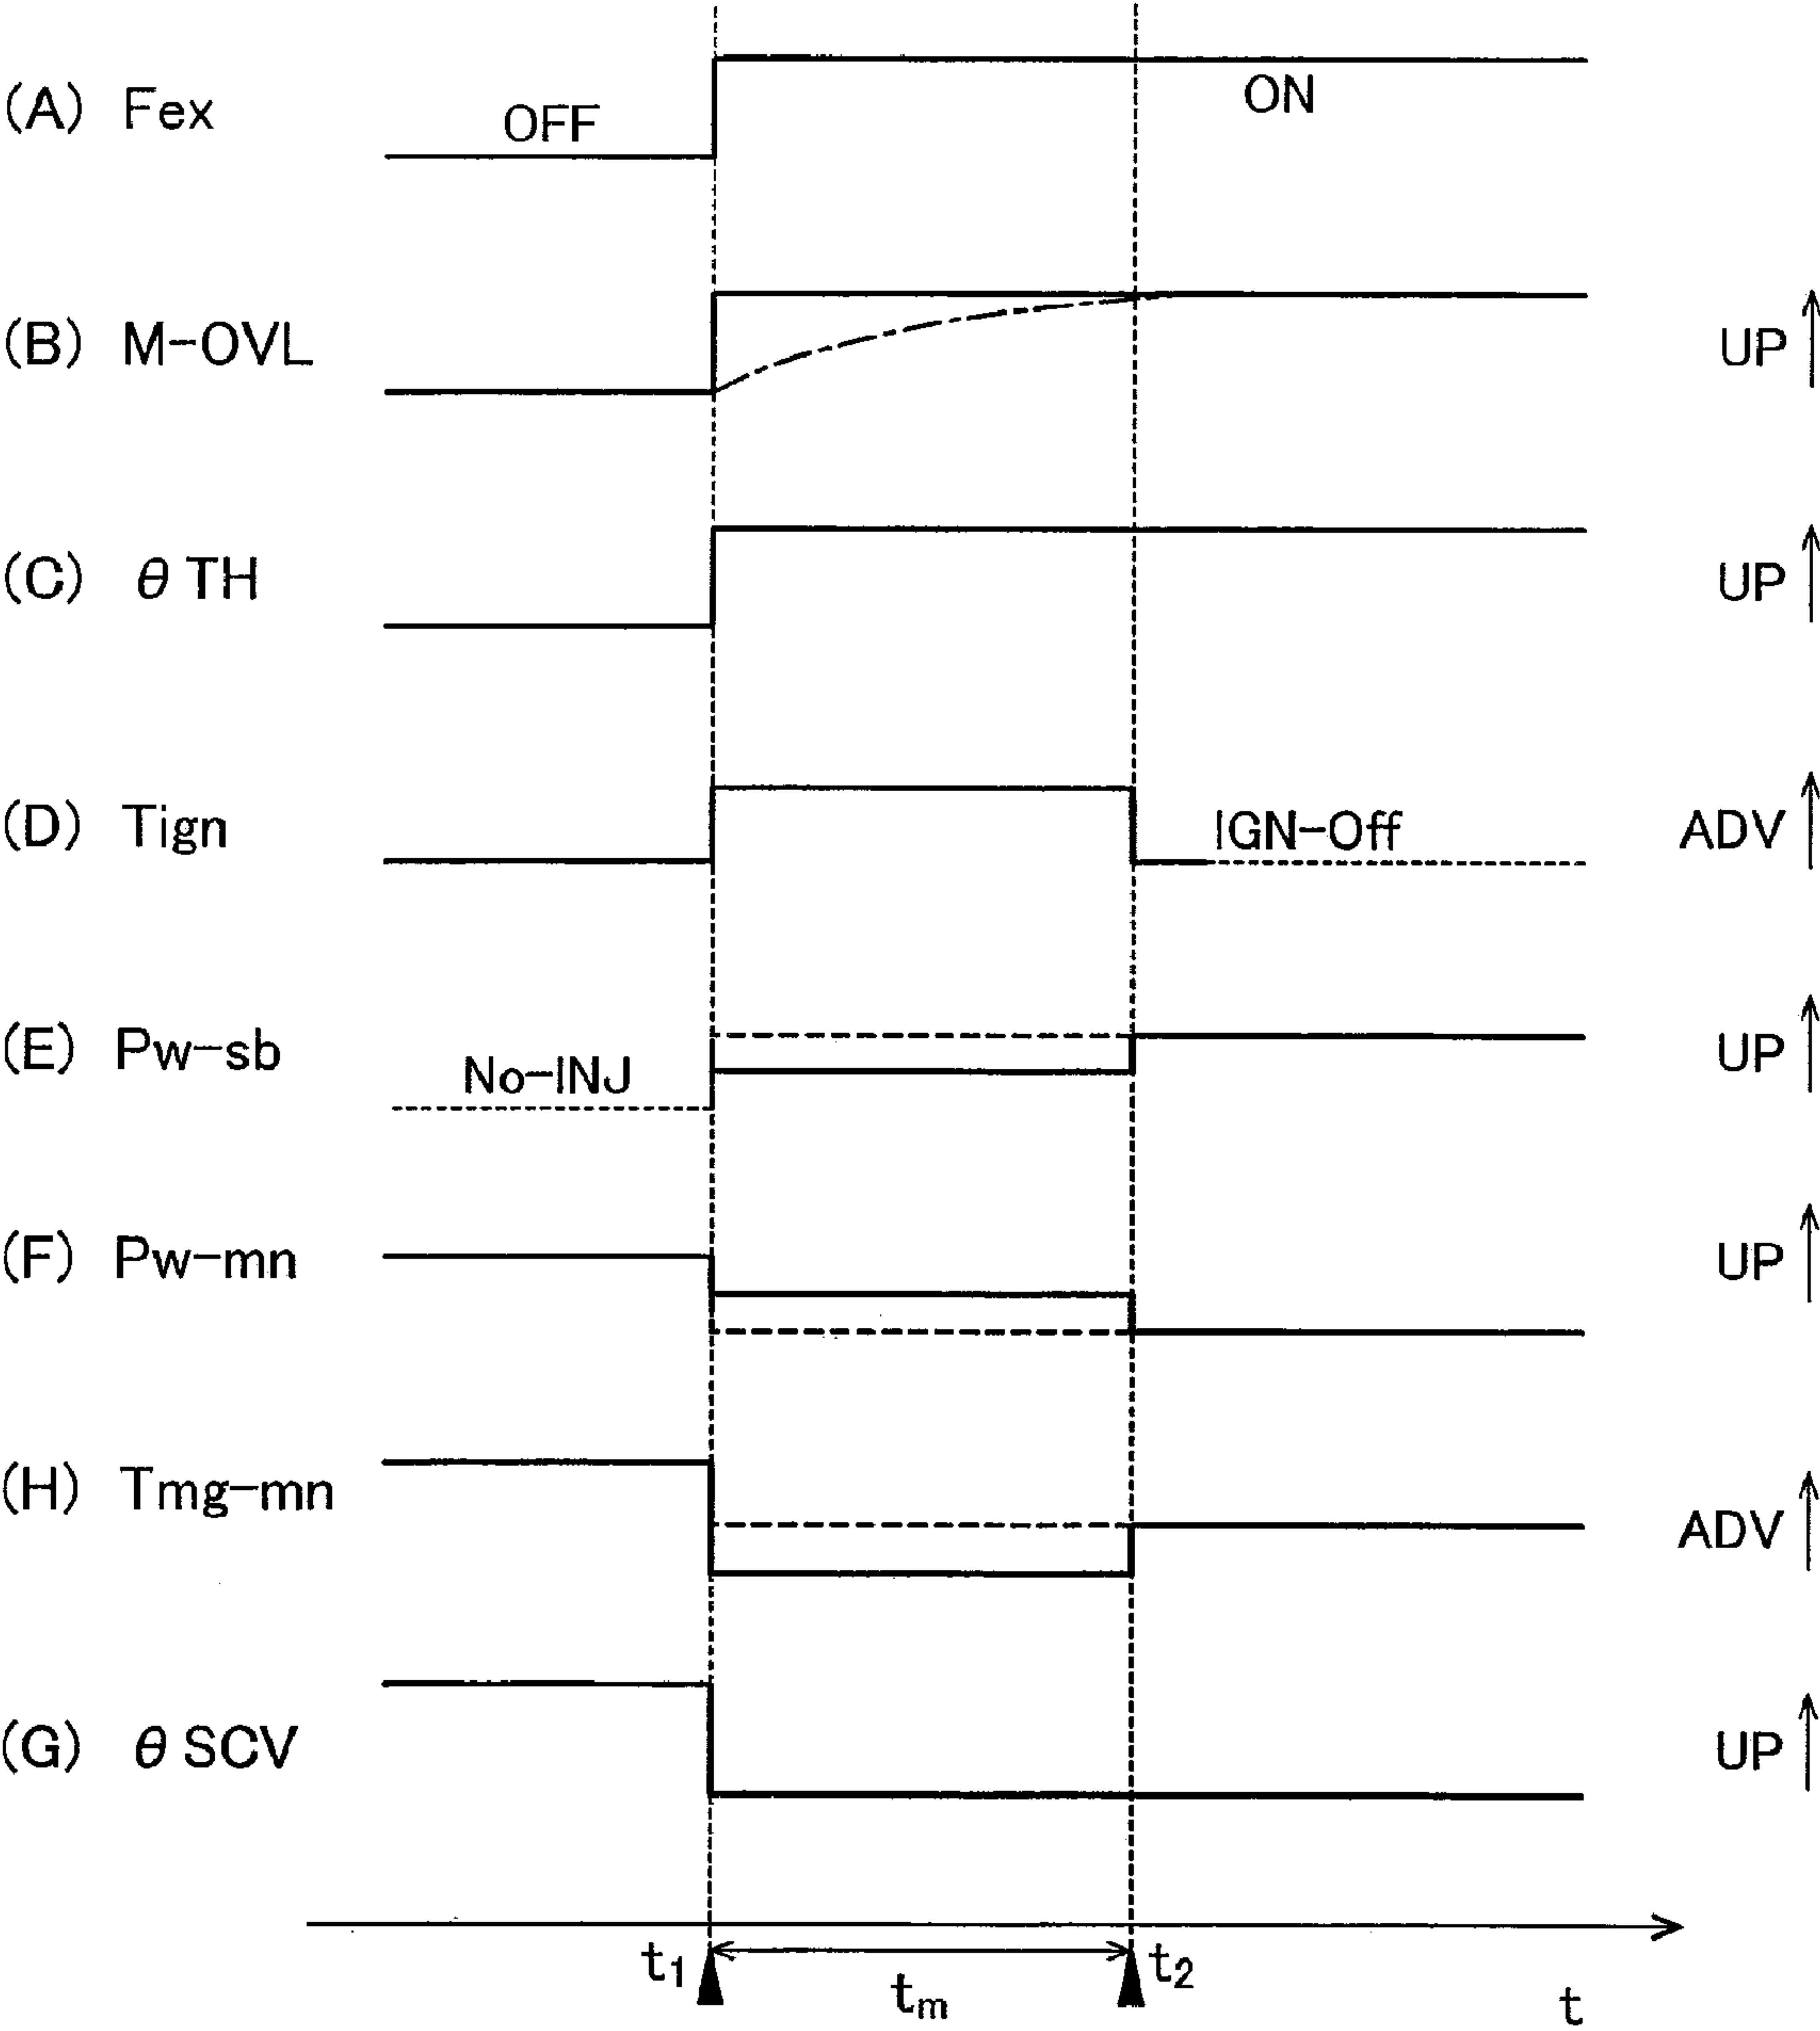 (A) Fex OFF ON
(B) M-OVL UP
(C) θ TH UP
(D) Tign IGN-Off ADV
(E) Pw-sb No-INJ UP
(F) Pw-mn UP
(H) Tmg-mn ADV
(G) θ SCV UP
t1 tm t2 t